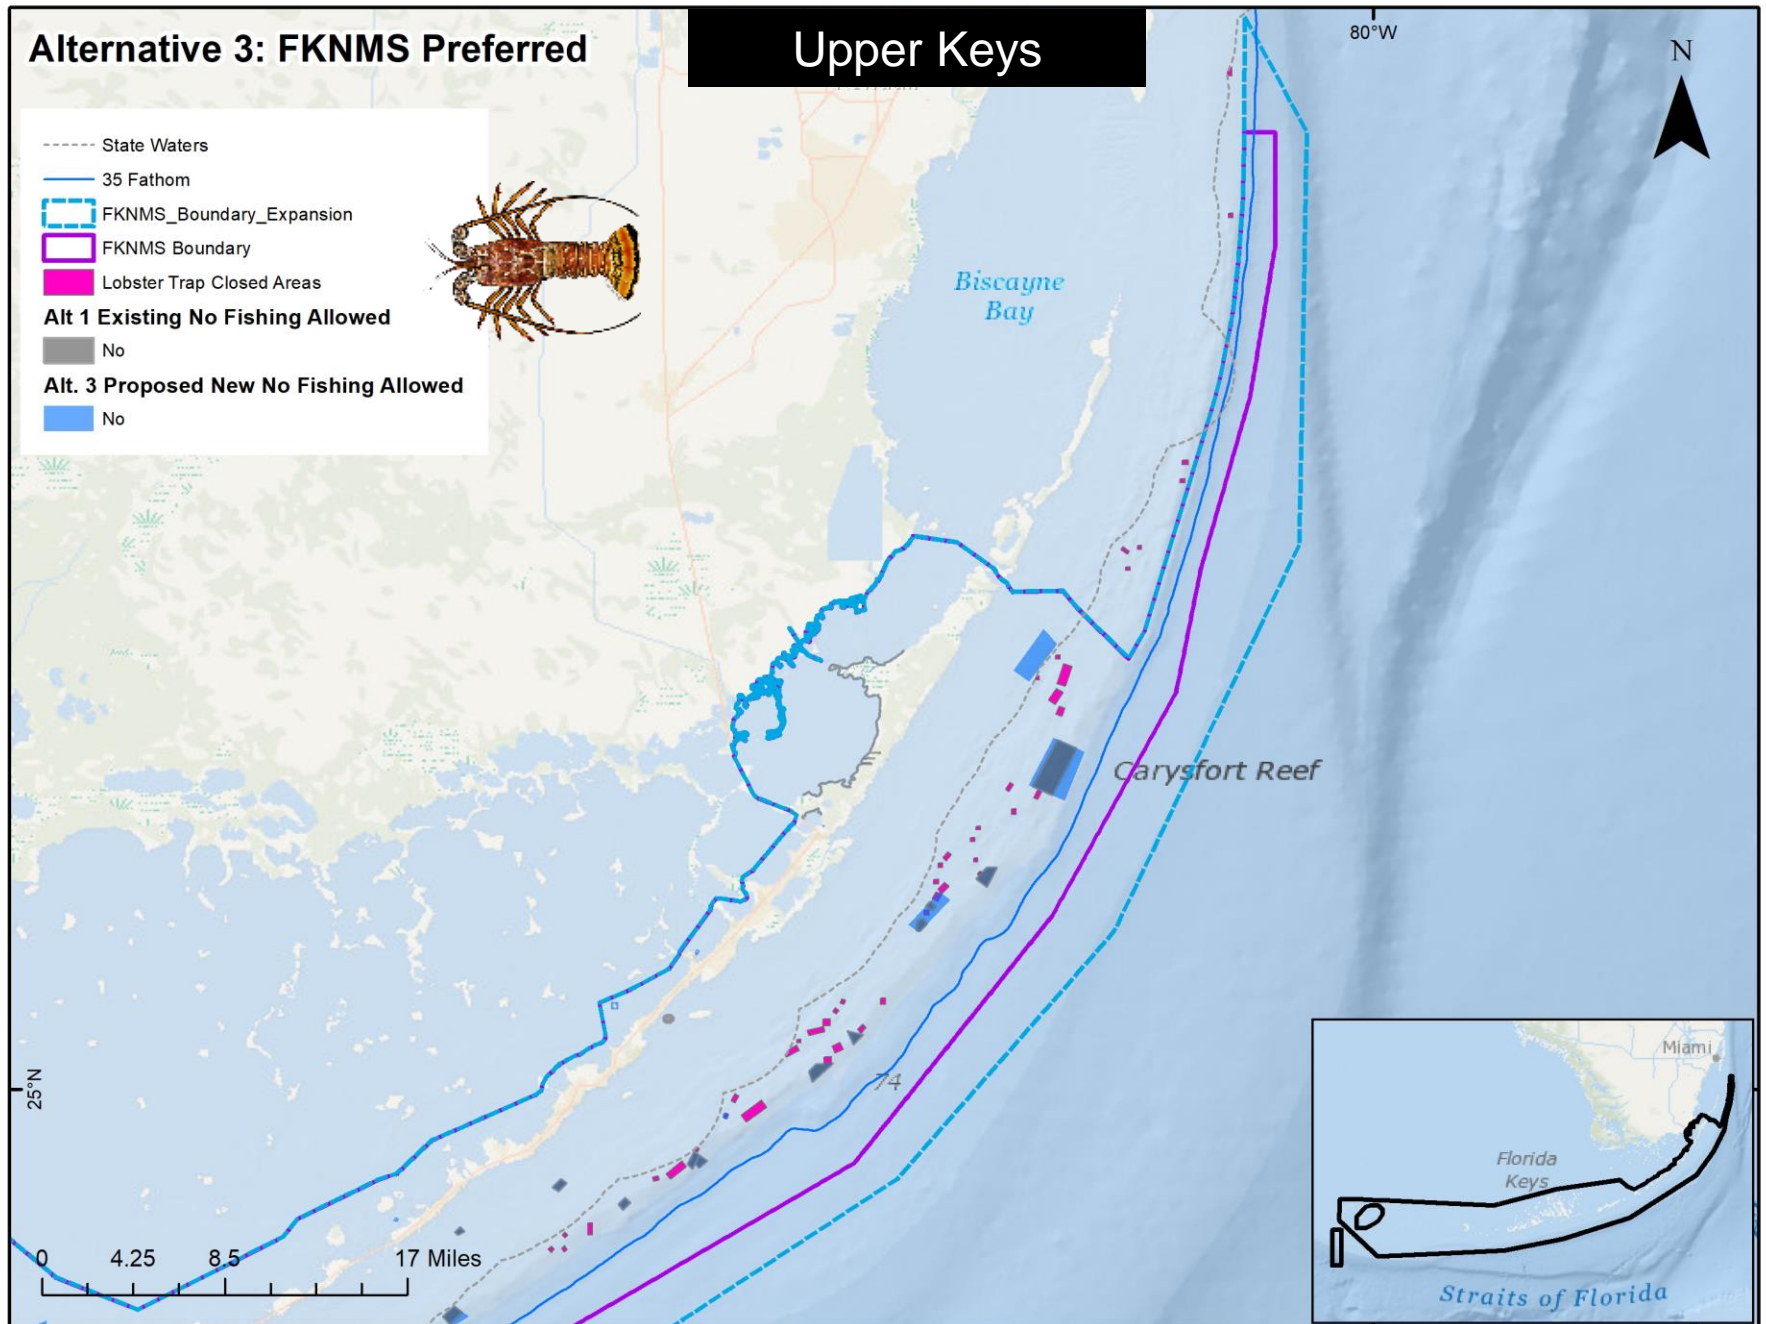 Alternative 3: FKNMS Preferred
Upper Keys
80°W
N
State Waters
35 Fathom
FKNMS_Boundary_Expansion
FKNMS Boundary
Lobster Trap Closed Areas
Alt 1 Existing No Fishing Allowed
No
Alt. 3 Proposed New No Fishing Allowed
No
Biscayne
Bay
Carysfort Reef
25°N
74
0 4.25 8.5 17 Miles
Miami
Florida
Keys
Straits of Florida